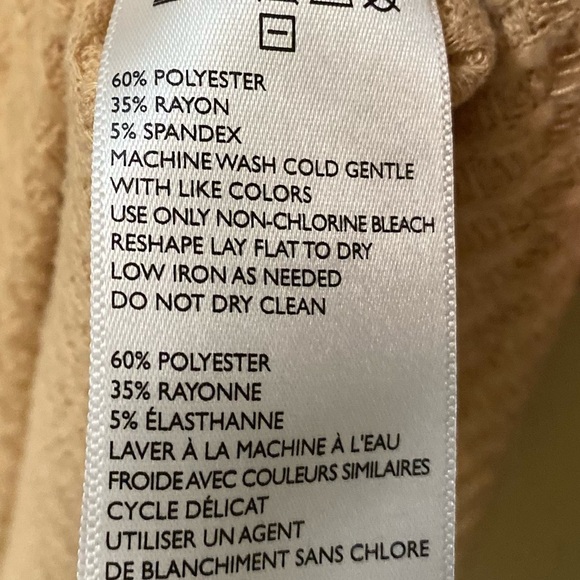 60% POLYESTER
35% RAYON
5% SPANDEX
MACHINE WASH COLD GENTLE
WITH LIKE COLORS
USE ONLY NON-CHLORINE BLEACH
RESHAPE LAY FLAT TO DRY
LOW IRON AS NEEDED
DO NOT DRY CLEAN
60% POLYESTER
35% RAYONNE
5% ÉLASTHANNE
LAVER À LA MACHINE À L'EAU
FROIDE AVEC COULEURS SIMILAIRES
CYCLE DÉLICAT
UTILISER UN AGENT
DE BLANCHIMENT SANS CHLORE